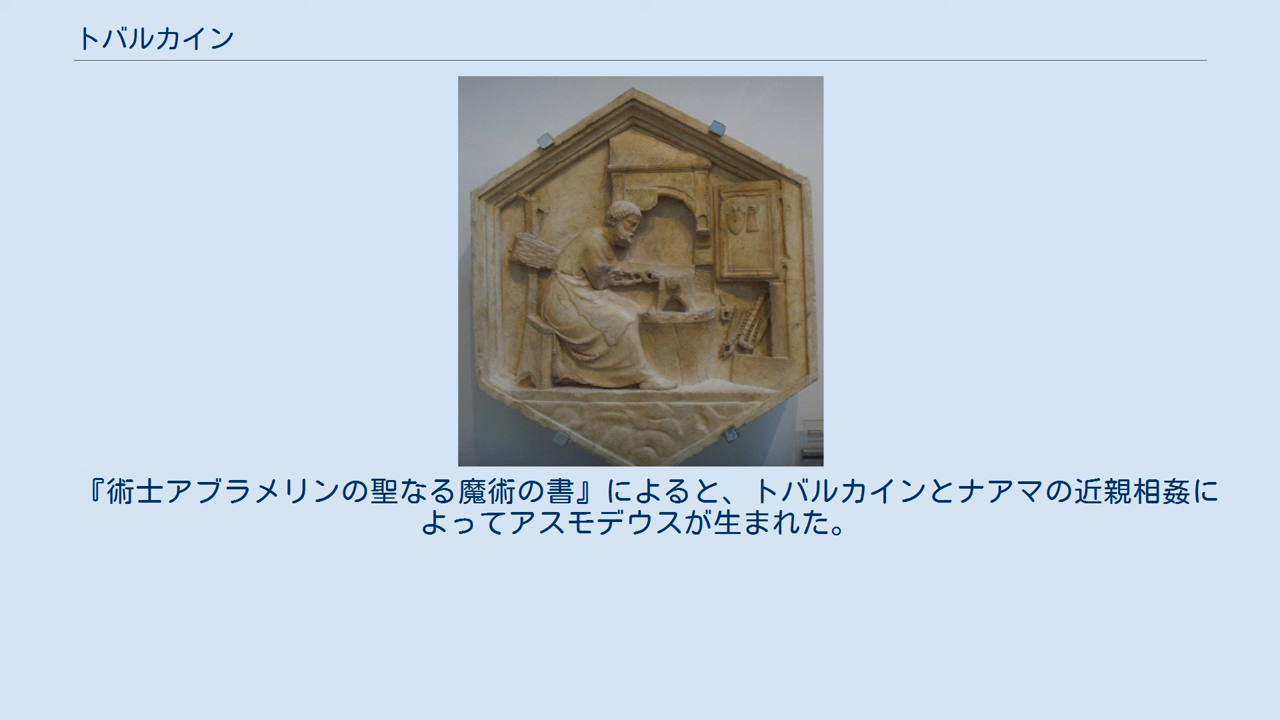 トバルカイン
『術士アブラメリンの聖なる魔術の書』によると、トバルカインとナアマの近親相姦に
よってアスモデウスが生まれた。